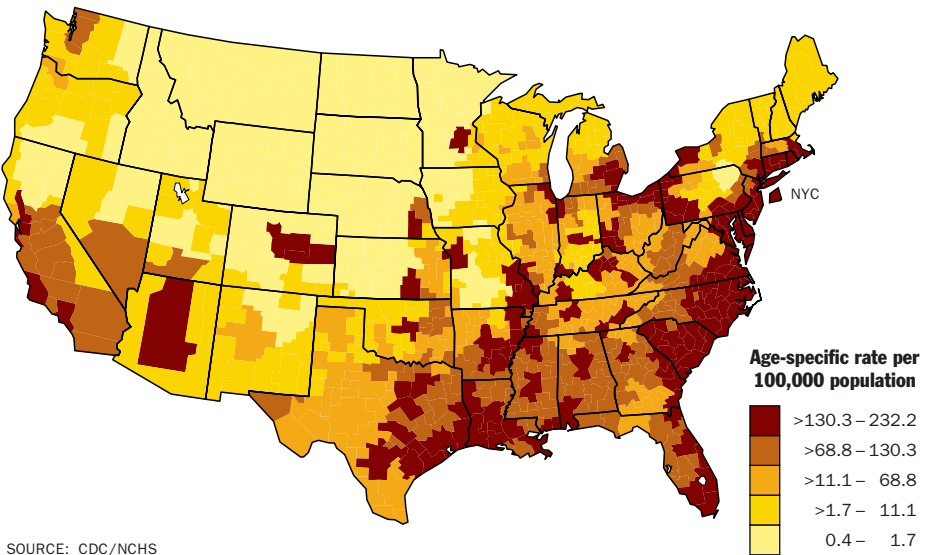 NYC
Age-specific rate per
100,000 population
>130.3 – 232.2
>68.8 – 130.3
>11.1 – 68.8
>1.7 – 11.1
0.4 – 1.7
SOURCE: CDC/NCHS